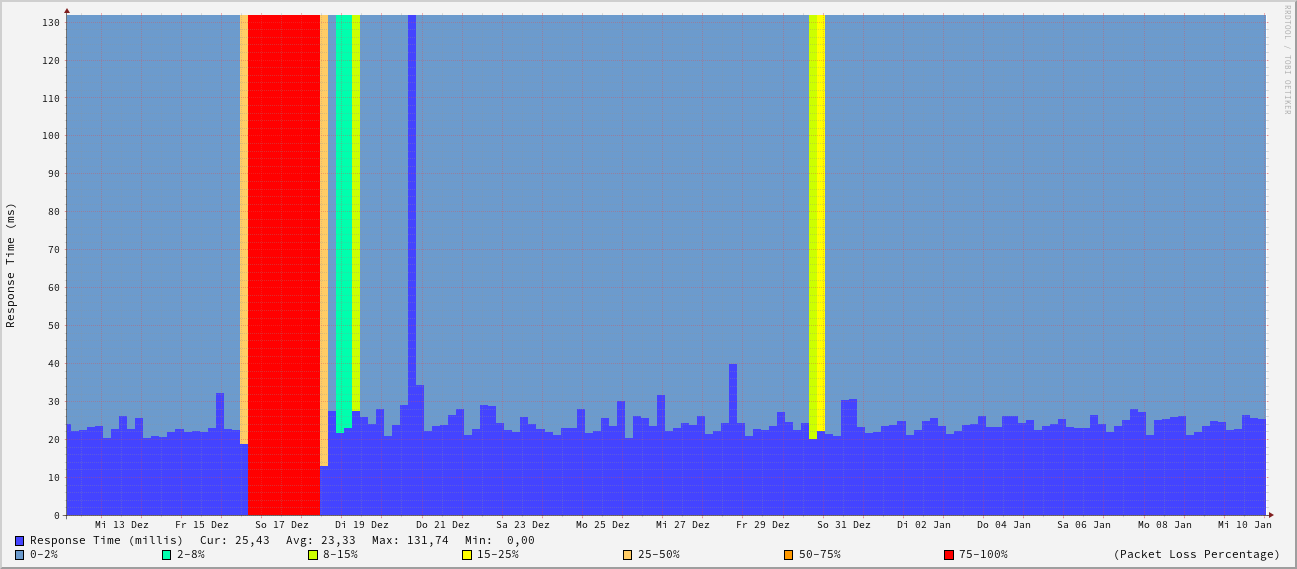 RRDTOOL / TOBI OETIKER
Response Time (ms)
130
120
110
100
90
80
70
60
50
40
30
20
10
0
Mi 13 Dez Fr 15 Dez So 17 Dez Di 19 Dez Do 21 Dez Sa 23 Dez Mo 25 Dez Mi 27 Dez Fr 29 Dez So 31 Dez Di 02 Jan Do 04 Jan Sa 06 Jan Mo 08 Jan Mi 10 Jan
Response Time (millis) Cur: 25,43 Avg: 23,33 Max: 131,74 Min: 0,00
0-2% 2-8% 8-15% 15-25% 25-50% 50-75% 75-100% (Packet Loss Percentage)